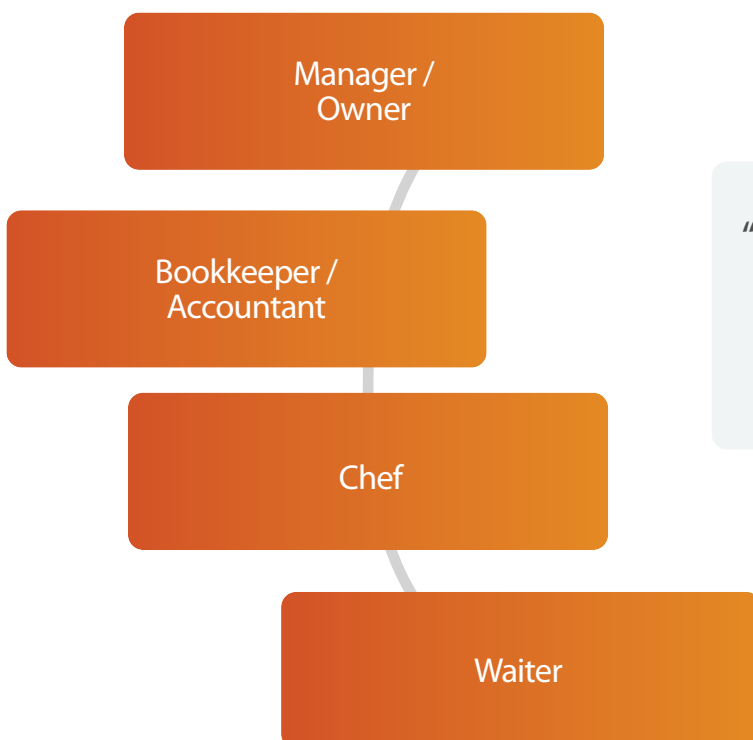 Manager /
Owner
“
Bookkeeper /
Accountant
Chef
Waiter